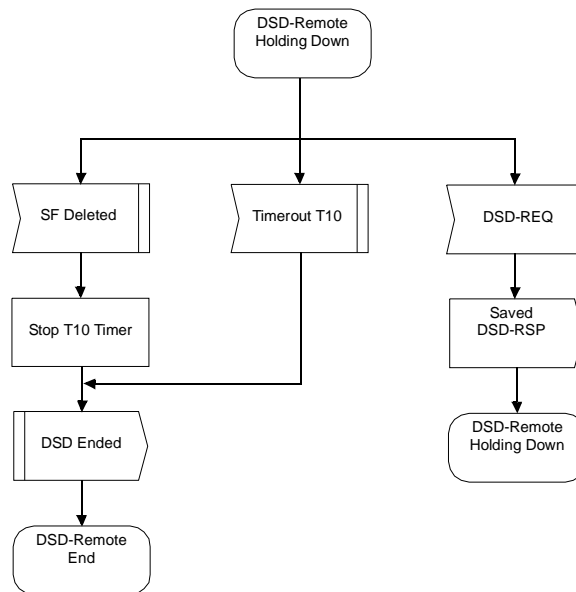 DSD-Remote
Holding Down
SF Deleted
Timerout T10
DSD-REQ
Stop T10 Timer
Saved
DSD-RSP
DSD Ended
DSD-Remote
Holding Down
DSD-Remote
End